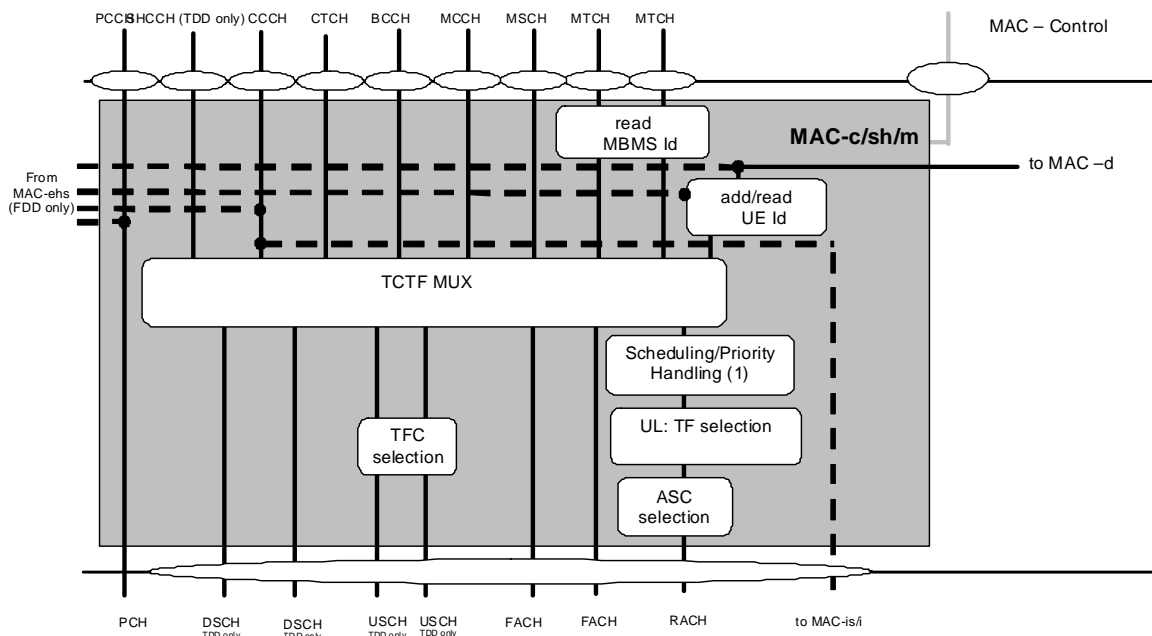 PCCH SHCCH (TDD only) CCCH CTCH BCCH MCCH MSCH MTCH MTCH
MAC – Control
read
MBMS Id
MAC-c/sh/m
From
MAC-ehs
(FDD only)
to MAC –d
add/read
UE Id
TCTF MUX
Scheduling/Priority
Handling (1)
UL: TF selection
TFC
selection
ASC
selection
PCH DSCH DSCH USCH USCH FACH FACH RACH to MAC-is/i
TDD only TDD only TDD only TDD only